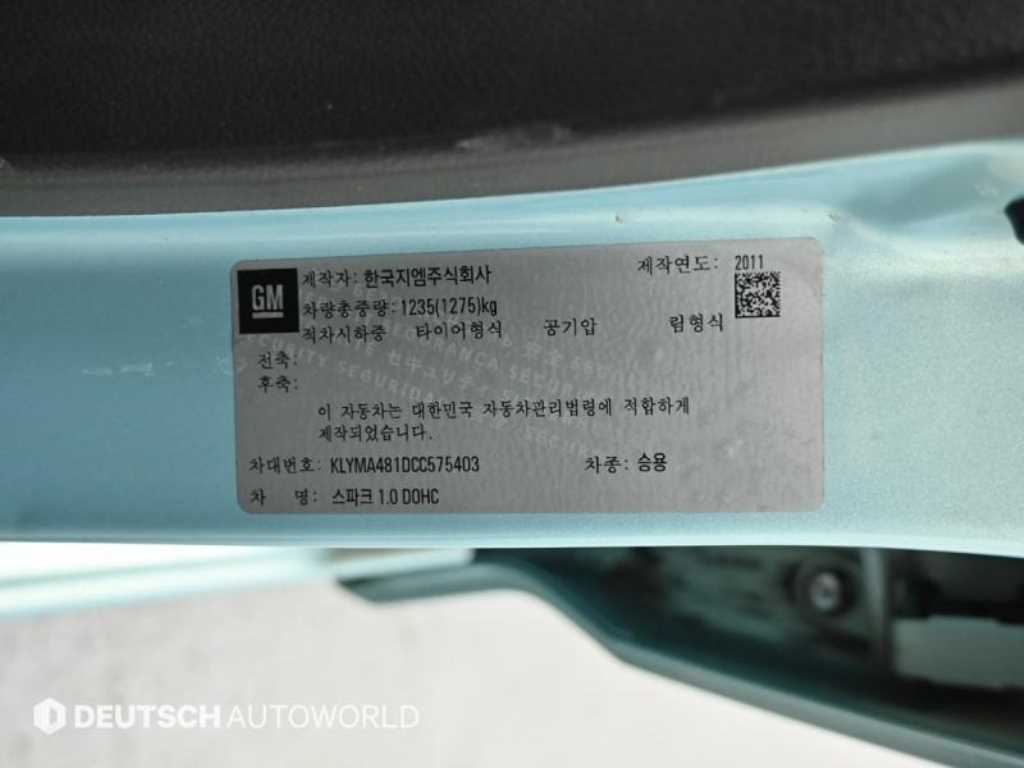 GM
제작자: 한국지엠주식회사 제작연도: 2011
차량총중량: 1235(1275)kg
적차시하중 타이어형식 공기압 림형식
전축:
후축:
이 자동차는 대한민국 자동차관리법령에 적합하게
제작되었습니다.
차대번호: KLYMA481DCC575403 차종: 승용
차 명: 스파크 1.0 DOHC
DEUTSCH AUTOWORLD